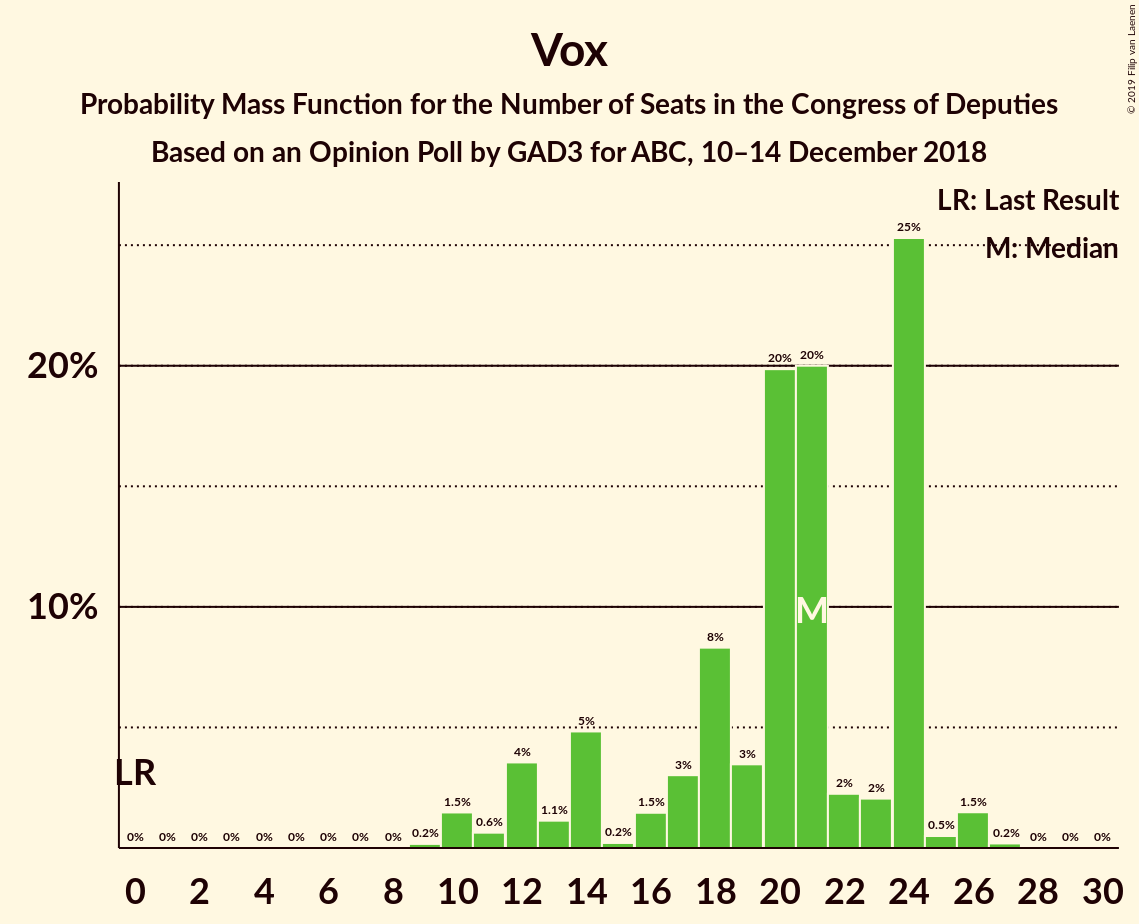 Vox
Probability Mass Function for the Number of Seats in the Congress of Deputies
Based on an Opinion Poll by GAD3 for ABC, 10–14 December 2018
© 2019 Filip van Laenen
LR: Last Result
M: Median
20%
10%
LR
M
0% 0% 0% 0% 0% 0% 0% 0% 0% 0.2% 1.5% 0.6% 4% 1.1% 5% 0.2% 1.5% 3% 8% 3% 20% 20% 2% 2% 25% 0.5% 1.5% 0.2% 0% 0% 0%
0 2 4 6 8 10 12 14 16 18 20 22 24 26 28 30